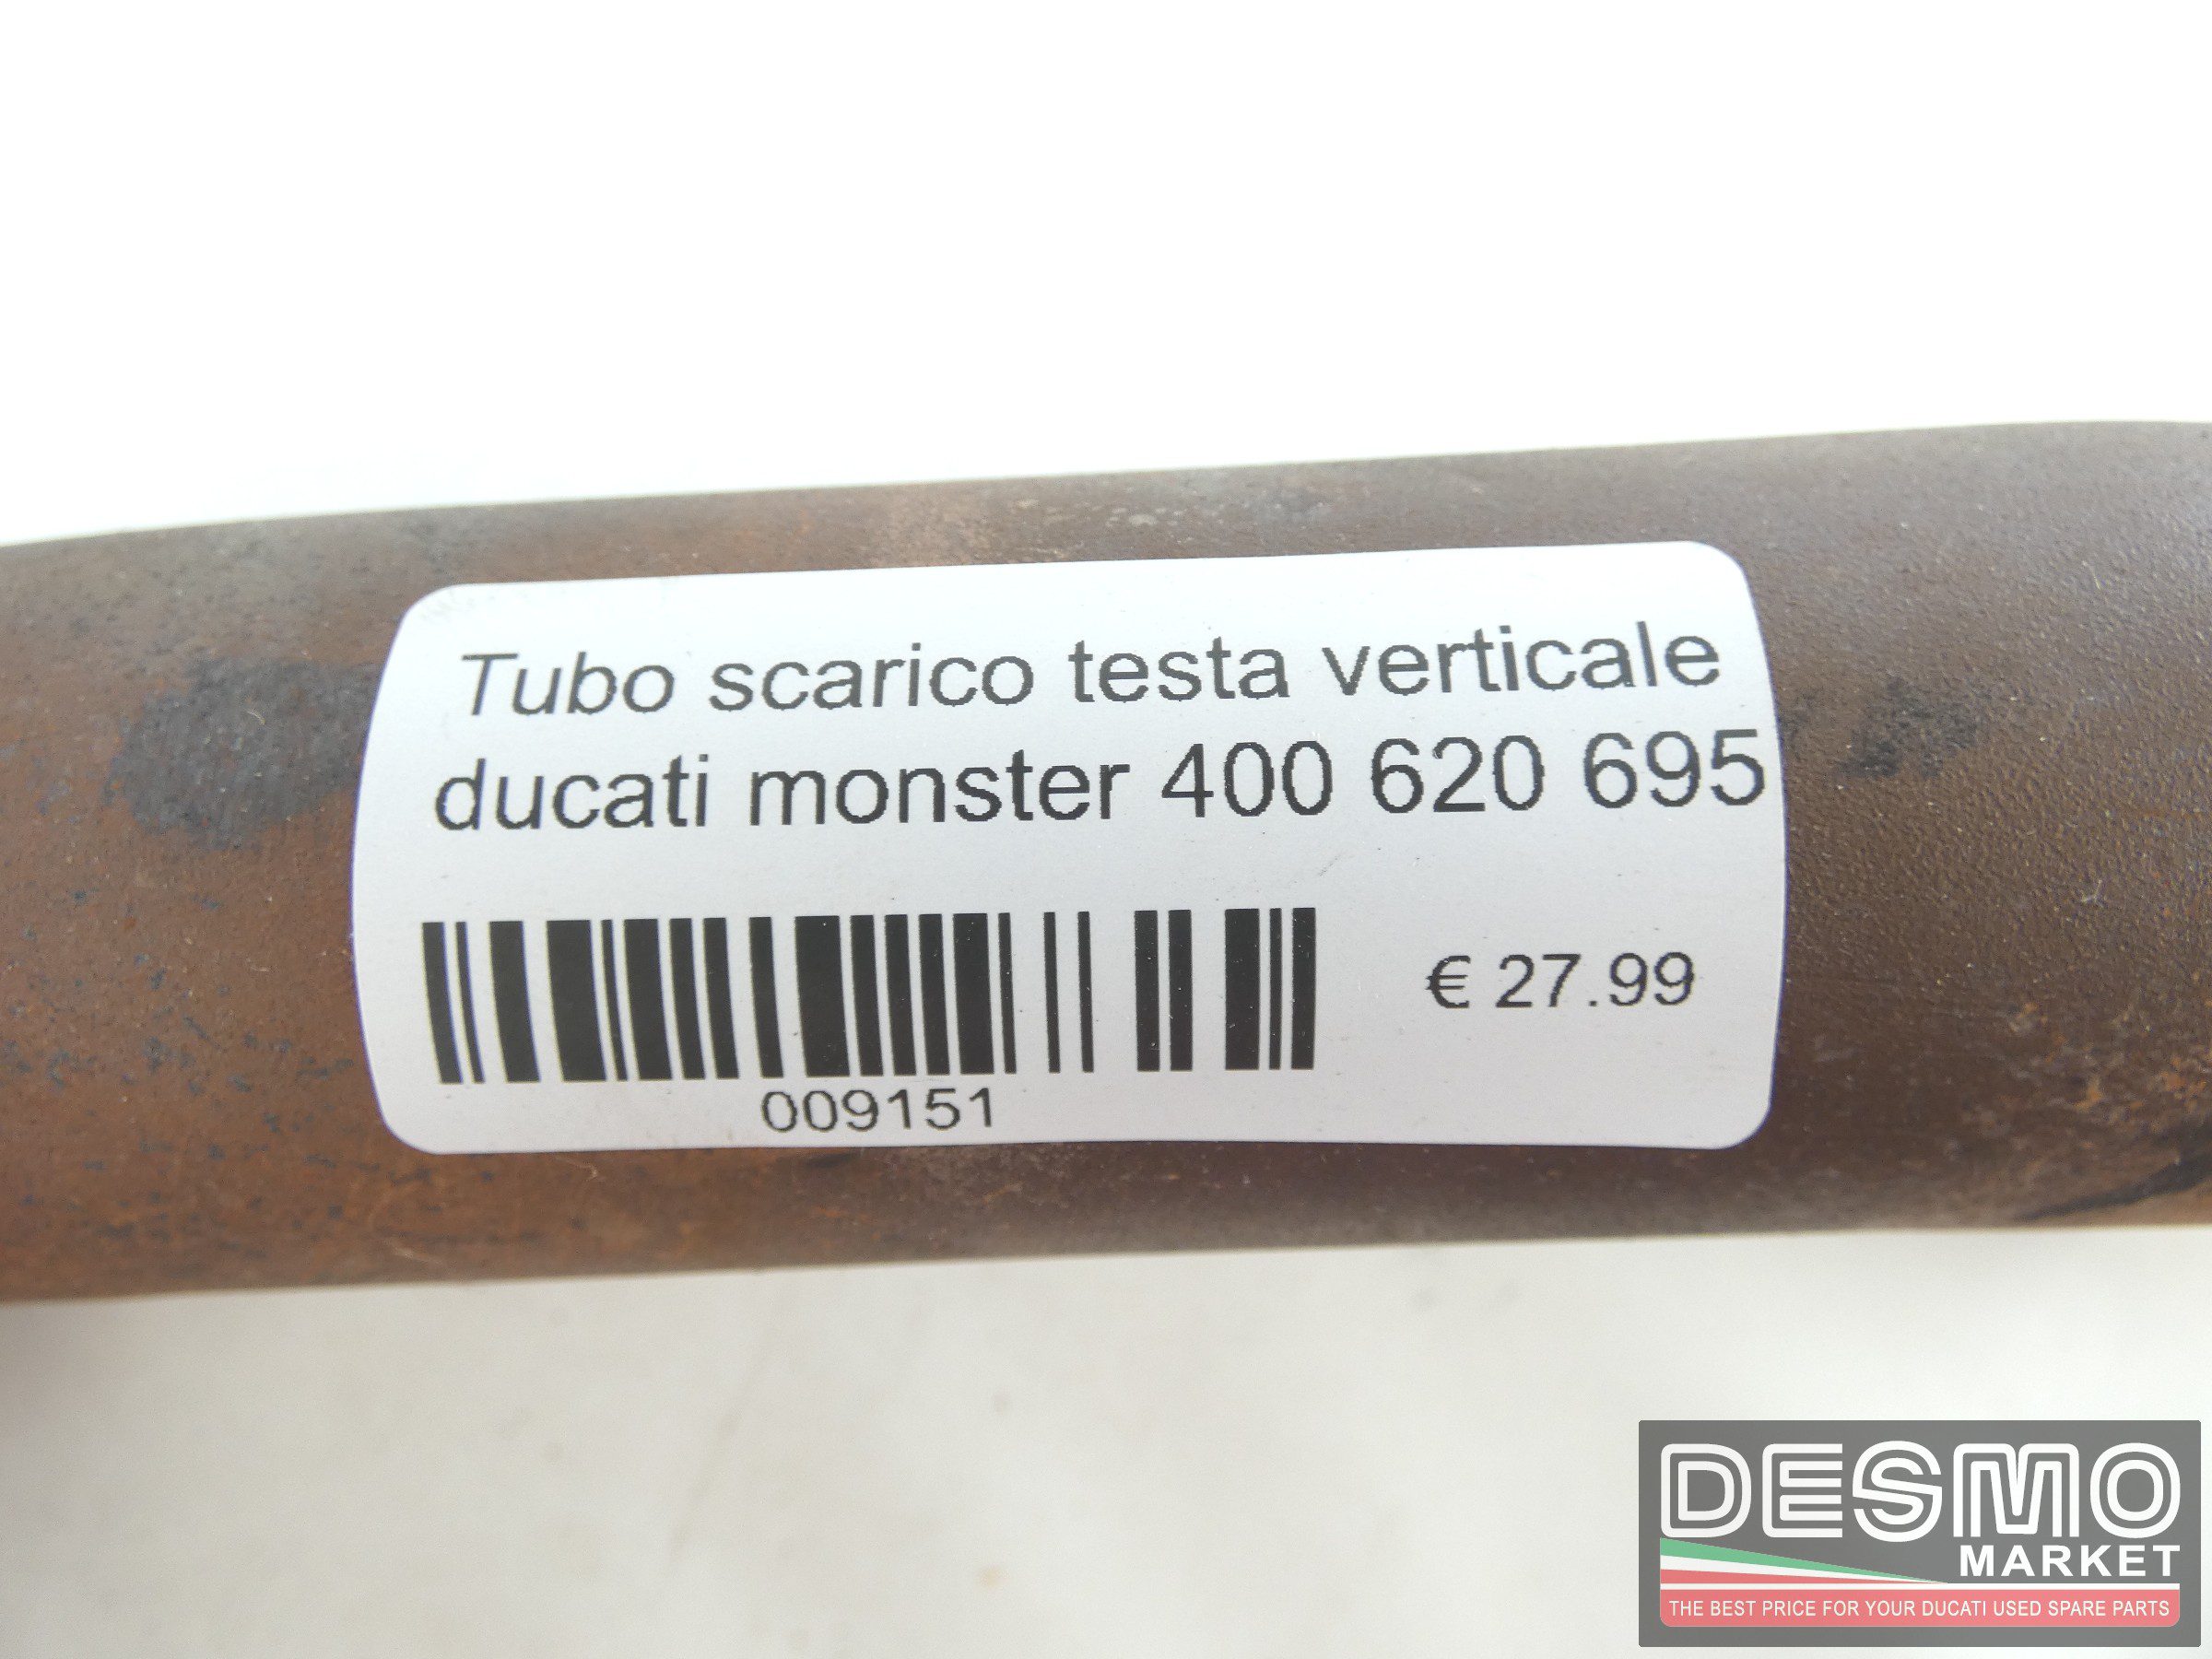 Tubo scarico testa verticale
ducati monster 400 620 695
€ 27.99
009151
DESMO
MARKET
THE BEST PRICE FOR YOUR DUCATI USED SPARE PARTS